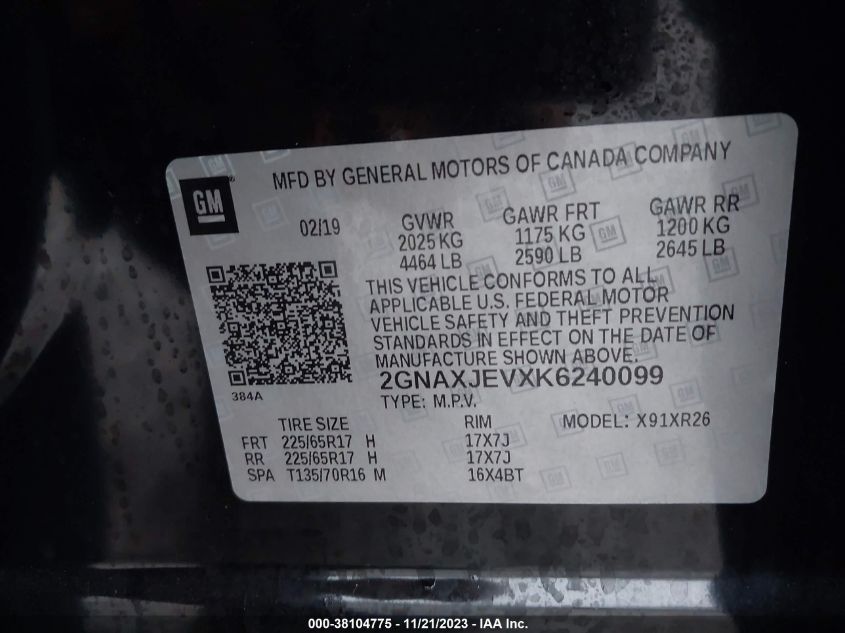 MFD BY GENERAL MOTORS OF CANADA COMPANY
GM
02/19
GVWR GAWR FRT GAWR RR
2025 KG 1175 KG 1200 KG
4464 LB 2590 LB 2645 LB
THIS VEHICLE CONFORMS TO ALL
APPLICABLE U.S. FEDERAL MOTOR
VEHICLE SAFETY AND THEFT PREVENTION
STANDARDS IN EFFECT ON THE DATE OF
MANUFACTURE SHOWN ABOVE.
384A
2GNAXJEVXK6240099
TYPE: M.P.V.
TIRE SIZE RIM MODEL: X91XR26
FRT 225/65R17 H 17X7J
RR 225/65R17 H 17X7J
SPA T135/70R16 M 16X4BT
000-38104775 - 11/21/2023 - IAA Inc.